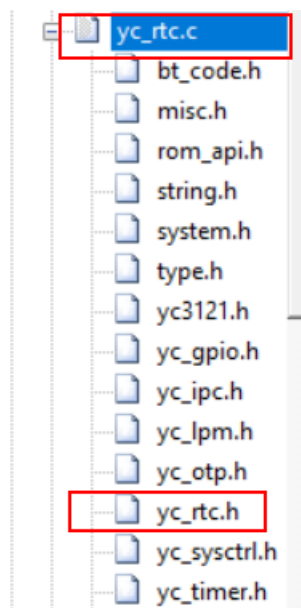 yc_rtc.c
bt_code.h
misc.h
rom_api.h
string.h
system.h
type.h
yc3121.h
yc_gpio.h
yc_ipc.h
yc_lpm.h
yc_otp.h
yc_rtc.h
yc_sysctrl.h
yc_timer.h